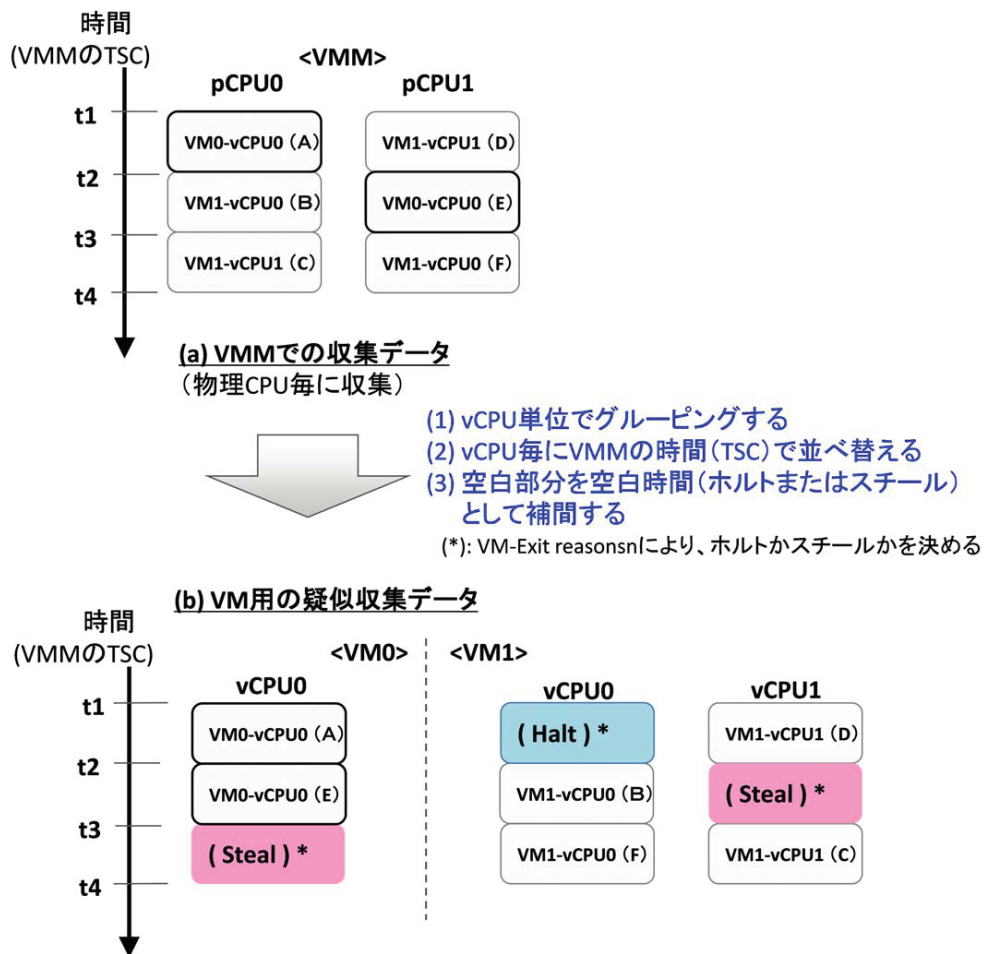 時間
(VMMのTSC)
<VMM>
pCPU0
pCPU1
t1
VM0-vCPU0 (A)
VM1-vCPU1 (D)
t2
VM1-vCPU0 (B)
VM0-vCPU0 (E)
t3
VM1-vCPU1 (C)
VM1-vCPU0 (F)
t4
(a) VMMでの収集データ
（物理CPU毎に収集）
(1) vCPU単位でグルーピングする
(2) vCPU毎にVMMの時間（TSC）で並べ替える
(3) 空白部分を空白時間（ホルトまたはスチール）
として補間する
(*): VM-Exit reasonsnにより、ホルトかスチールかを決める
(b) VM用の疑似収集データ
時間
(VMMのTSC)
<VM0>
<VM1>
vCPU0
vCPU0
vCPU1
t1
VM0-vCPU0 (A)
( Halt ) *
VM1-vCPU1 (D)
t2
VM0-vCPU0 (E)
VM1-vCPU0 (B)
( Steal ) *
t3
( Steal ) *
VM1-vCPU0 (F)
VM1-vCPU1 (C)
t4